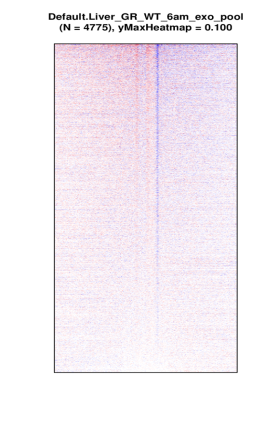 Default.Liver_GR_WT_6am_exo_pool
(N = 4775), yMaxHeatmap = 0.100